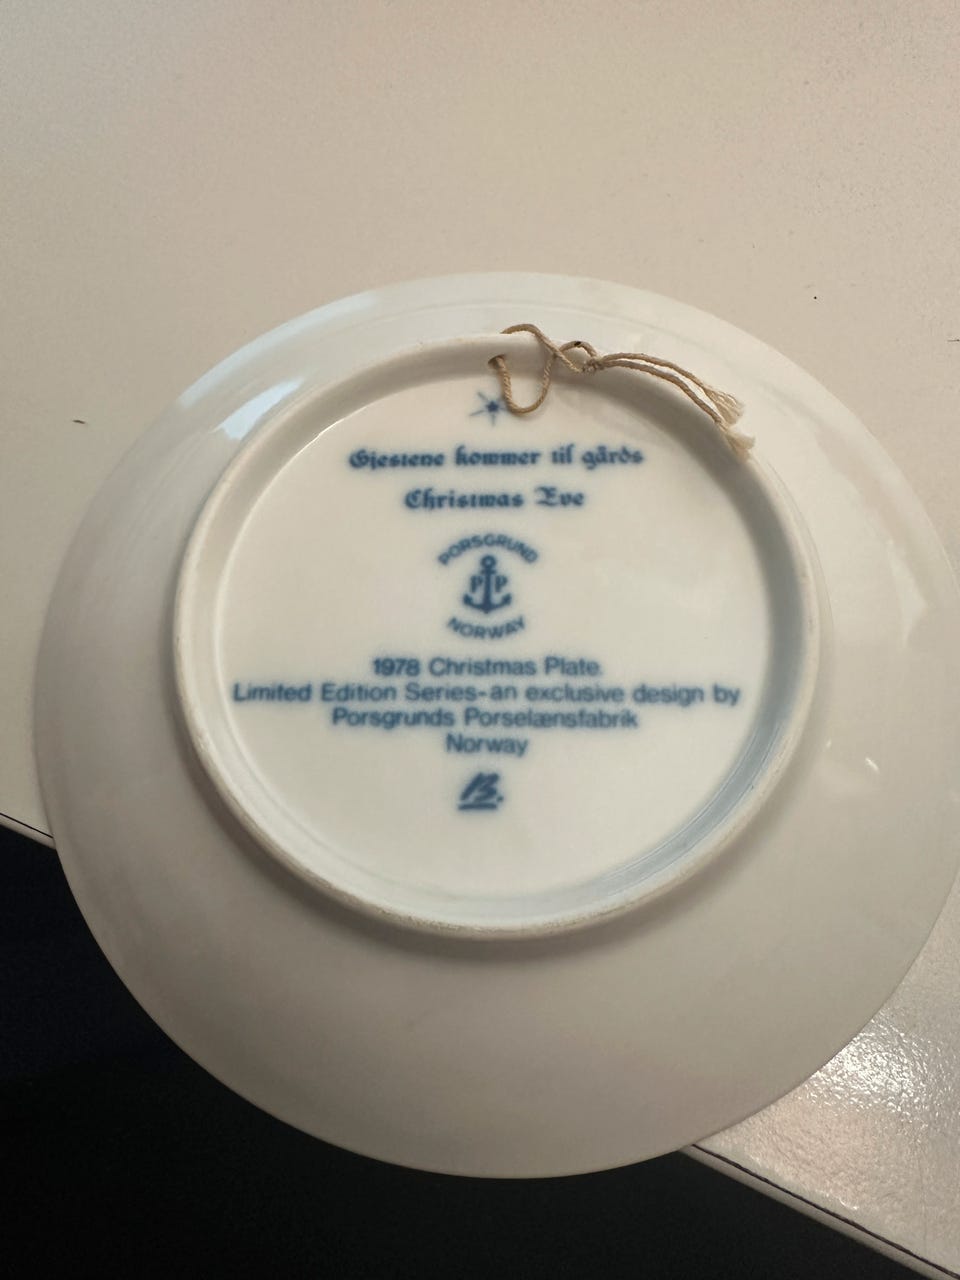 Gjestene kommer til gårds
Christmas Eve
PORSGRUND
PP
NORWAY
1978 Christmas Plate.
Limited Edition Series-an exclusive design by
Porsgrunds Porselænsfabrik
Norway